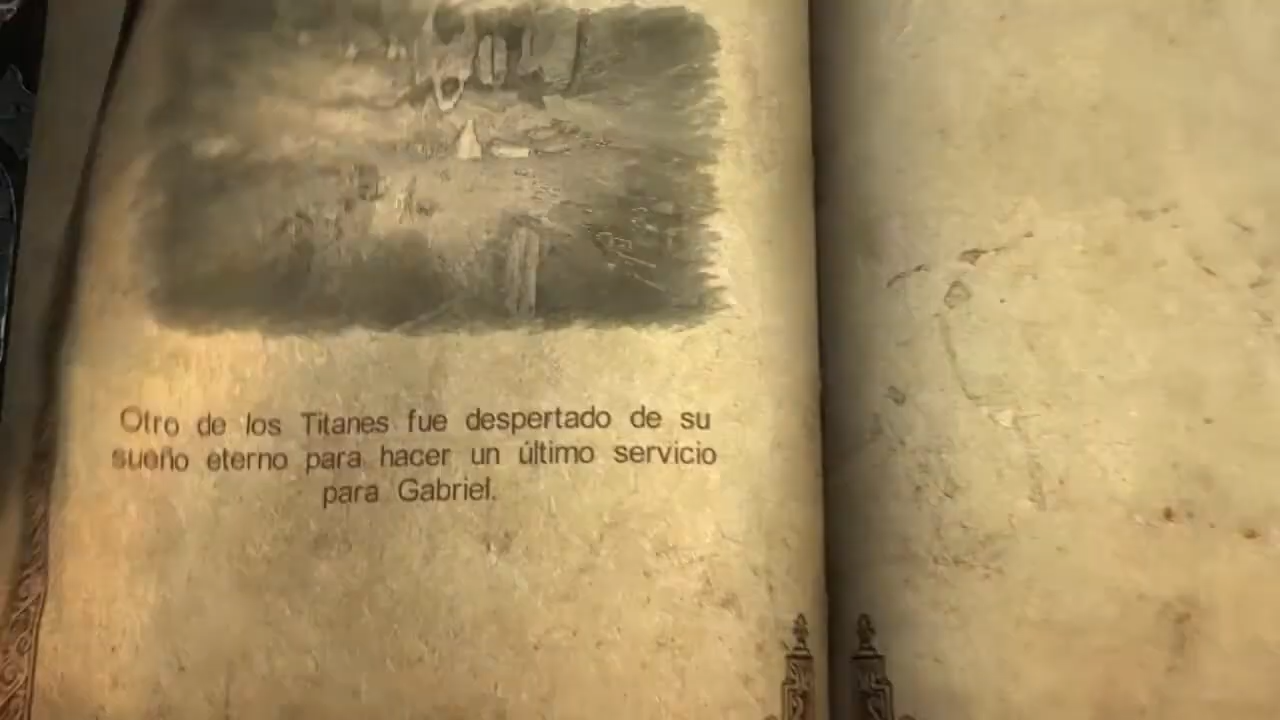 Otro de los Titanes fue despertado de su
sueño eterno para hacer un último servicio
para Gabriel.